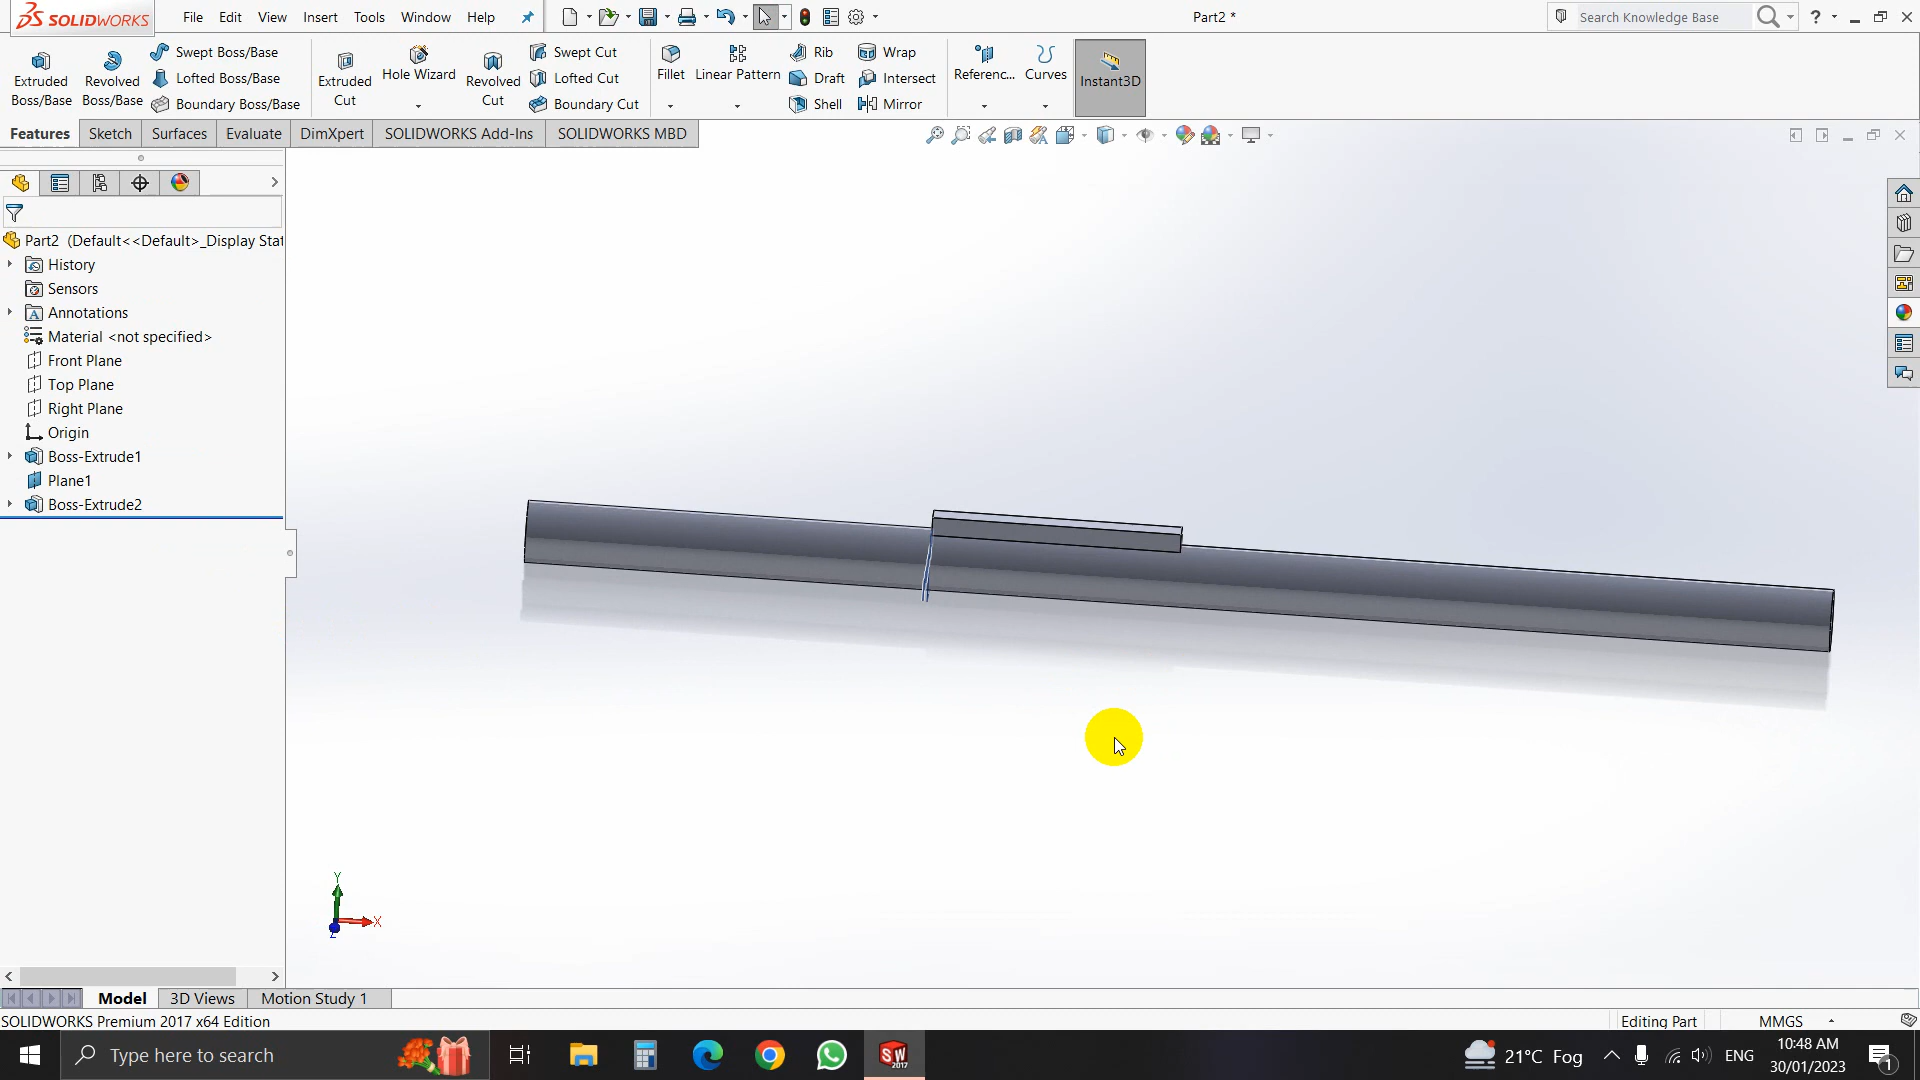 SOLIDWORKS
File
Edit
View
Insert
Tools
Window
Help
Part2 *
Search Knowledge Base
?
Extruded
Boss/Base
Revolved
Boss/Base
Swept Boss/Base
Lofted Boss/Base
Boundary Boss/Base
Extruded
Cut
Hole Wizard
Revolved
Cut
Swept Cut
Lofted Cut
Boundary Cut
Fillet
Linear Pattern
Rib
Draft
Shell
Wrap
Intersect
Mirror
Referenc...
Curves
Instant3D
Features
Sketch
Surfaces
Evaluate
DimXpert
SOLIDWORKS Add-Ins
SOLIDWORKS MBD
Part2 (Default<<Default>_Display Stat
History
Sensors
A Annotations
Material <not specified>
Front Plane
Top Plane
Right Plane
Origin
Boss-Extrude1
Plane1
Boss-Extrude2
Y
X
Z
Model
3D Views
Motion Study 1
SOLIDWORKS Premium 2017 x64 Edition
Editing Part
MMGS
Type here to search
SW
2017
21°C Fog
ENG
10:48 AM
30/01/2023
1